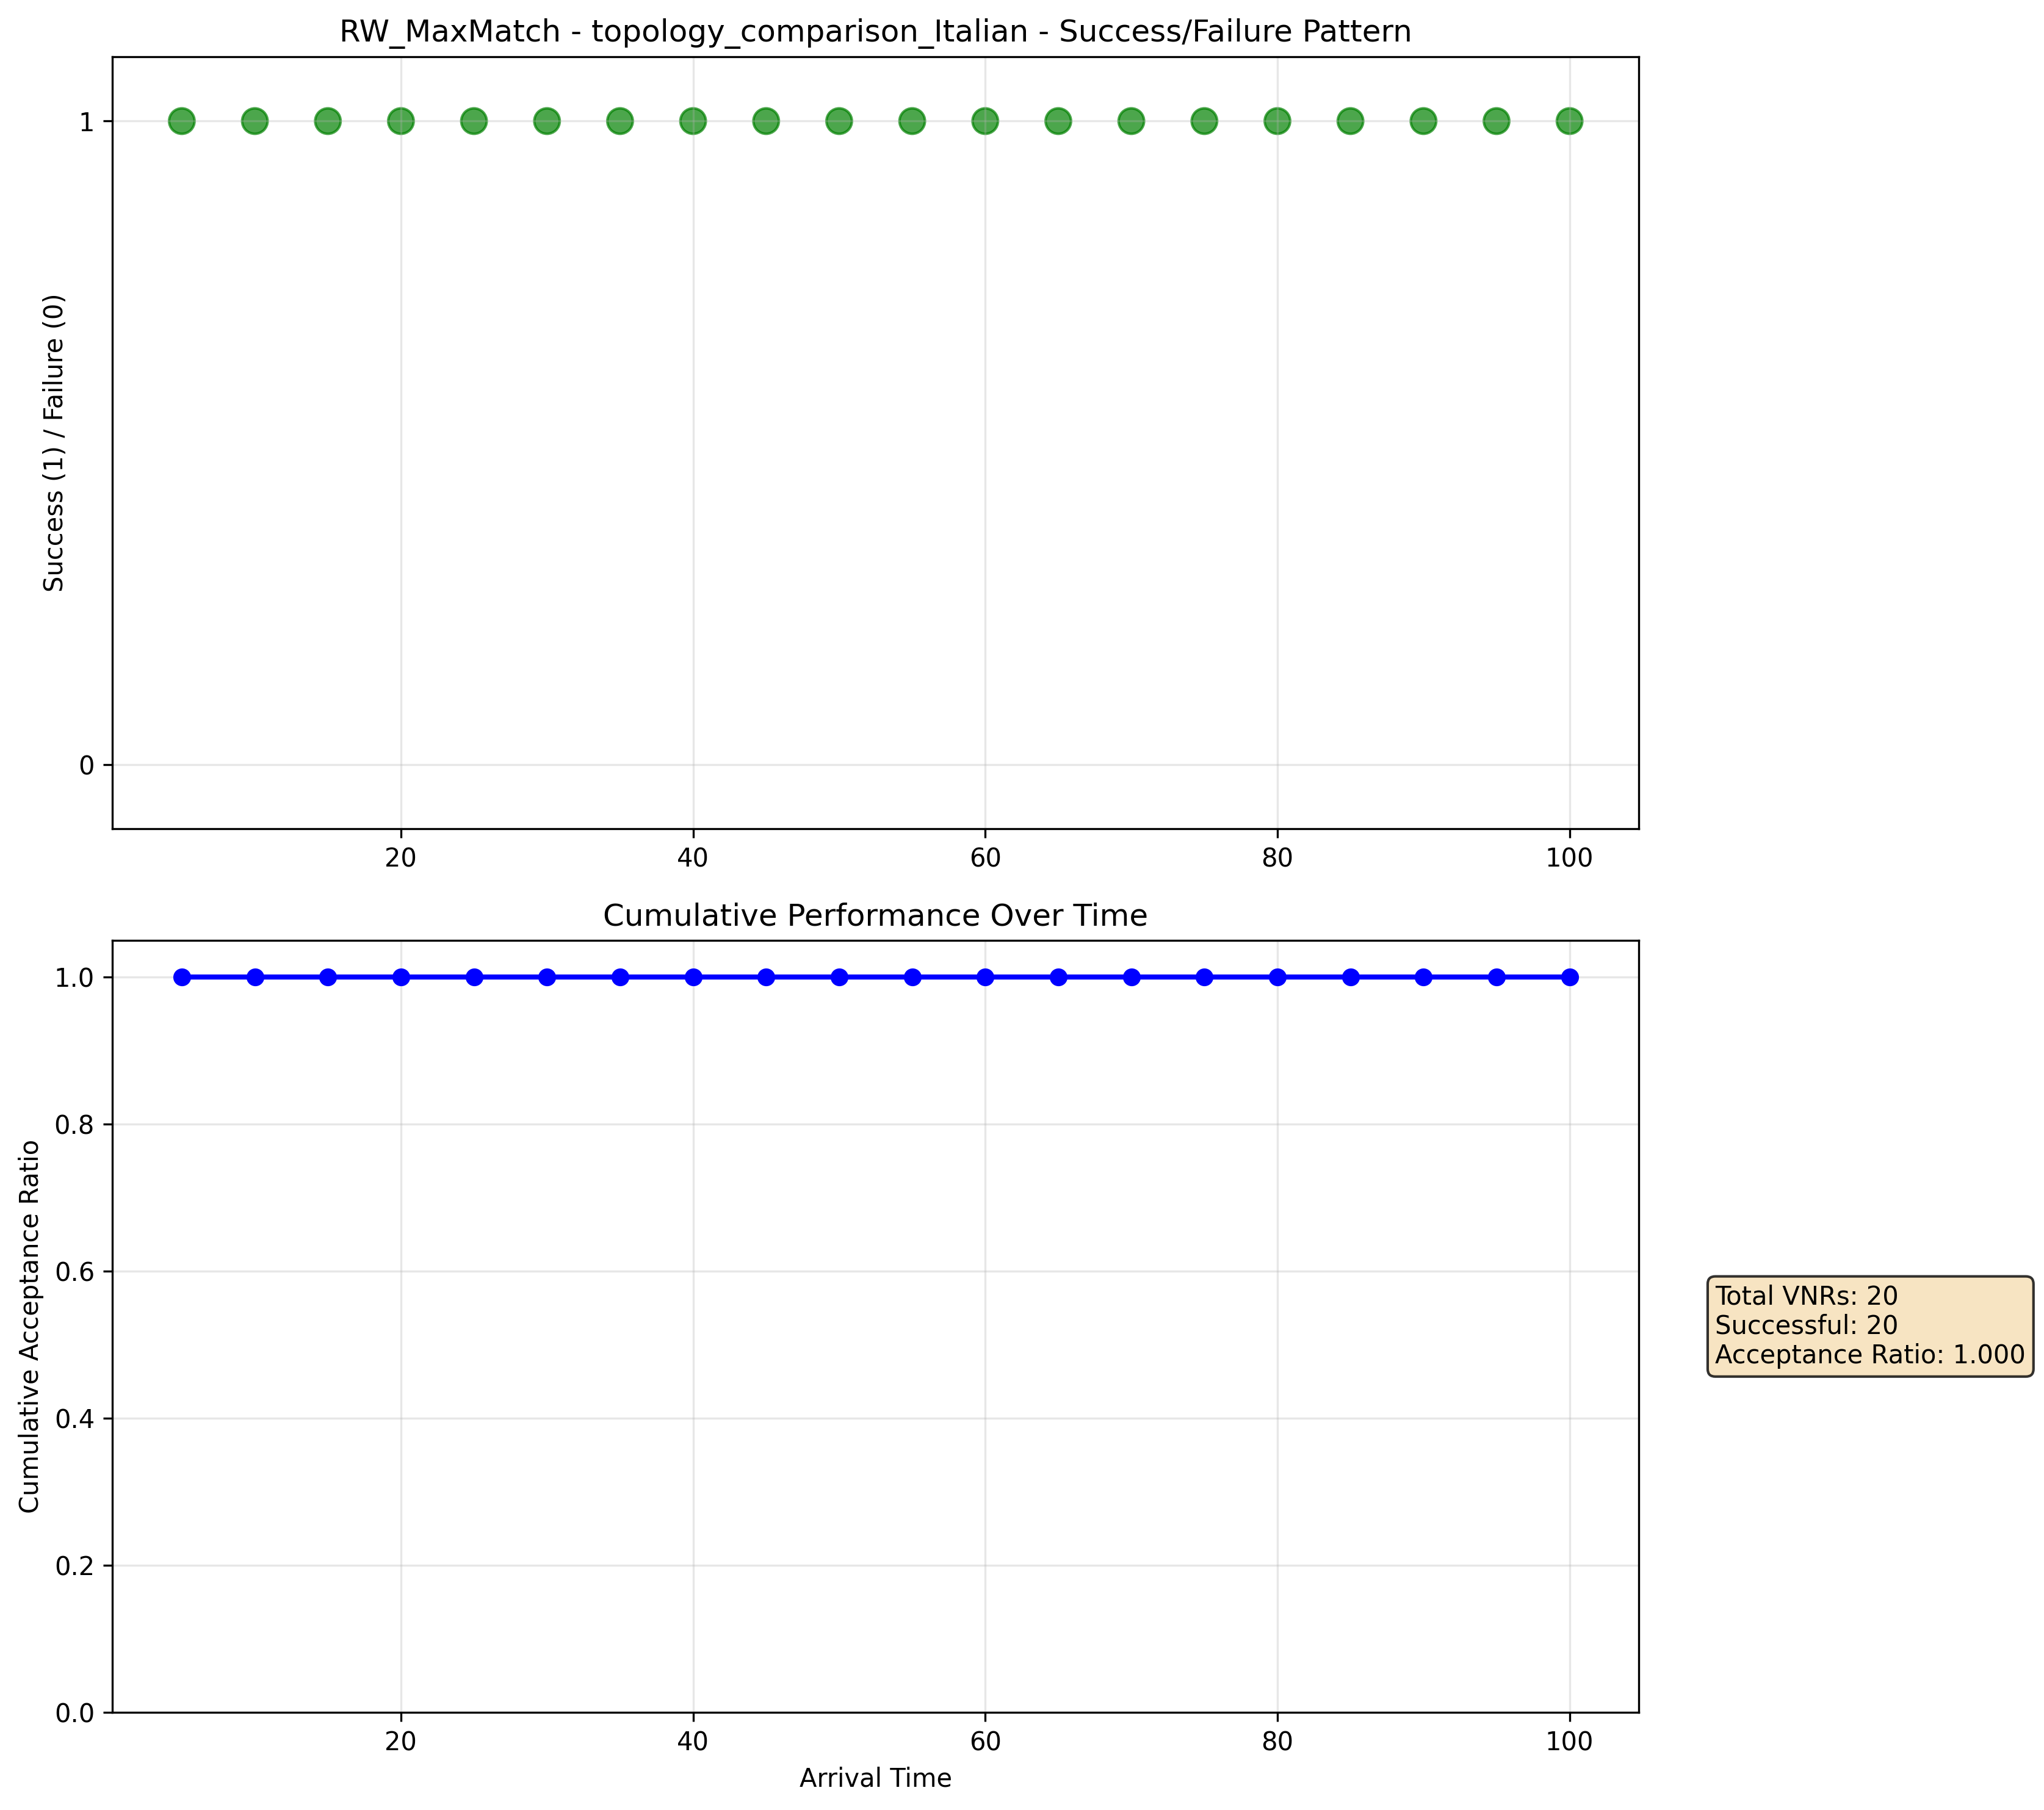 RW_MaxMatch - topology_comparison_Italian - Success/Failure Pattern
Success (1) / Failure (0)
1
0
20 40 60 80 100
Cumulative Performance Over Time
Cumulative Acceptance Ratio
1.0
0.8
0.6
0.4
0.2
0.0
20 40 60 80 100
Arrival Time
Total VNRs: 20
Successful: 20
Acceptance Ratio: 1.000